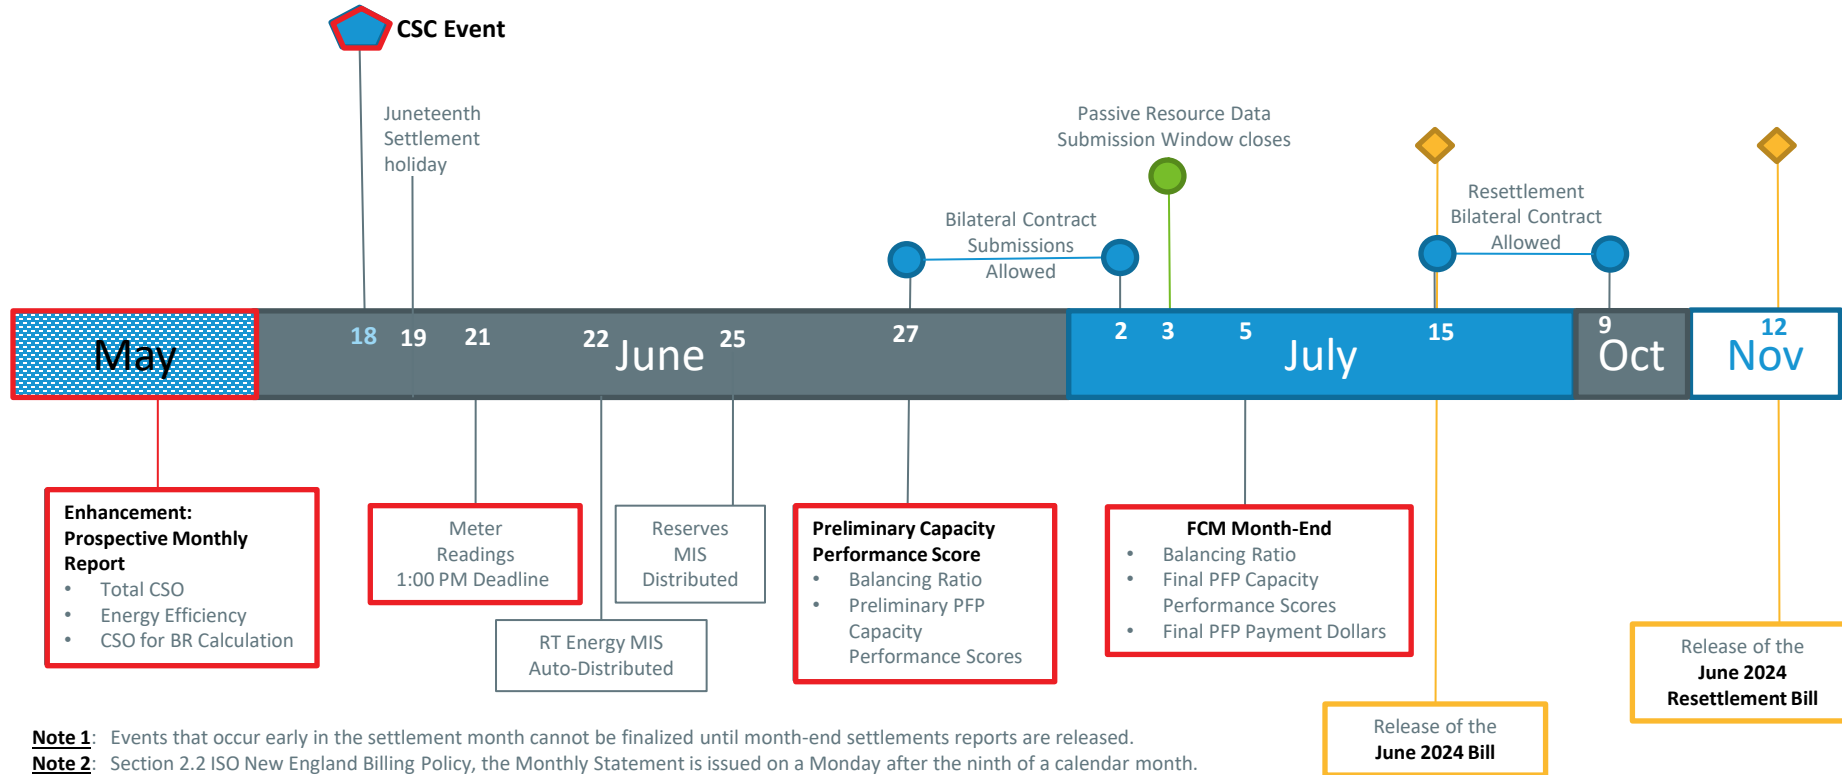 CSC Event
Juneteenth
Settlement
holiday
Passive Resource Data
Submission Window closes
Bilateral Contract
Submissions
Allowed
Resettlement
Bilateral Contract
Allowed
May
18
19
21
22
June
25
27
2
3
5
July
15
9
Oct
12
Nov
Enhancement:
Prospective Monthly
Report
• Total CSO
• Energy Efficiency
• CSO for BR Calculation
Meter
Readings
1:00 PM Deadline
RT Energy MIS
Auto-Distributed
Reserves
MIS
Distributed
Preliminary Capacity
Performance Score
• Balancing Ratio
• Preliminary PFP
Capacity
Performance Scores
FCM Month-End
• Balancing Ratio
• Final PFP Capacity
Performance Scores
• Final PFP Payment Dollars
Release of the
June 2024 Bill
Release of the
June 2024
Resettlement Bill
Note 1: Events that occur early in the settlement month cannot be finalized until month-end settlements reports are released.
Note 2: Section 2.2 ISO New England Billing Policy, the Monthly Statement is issued on a Monday after the ninth of a calendar month.